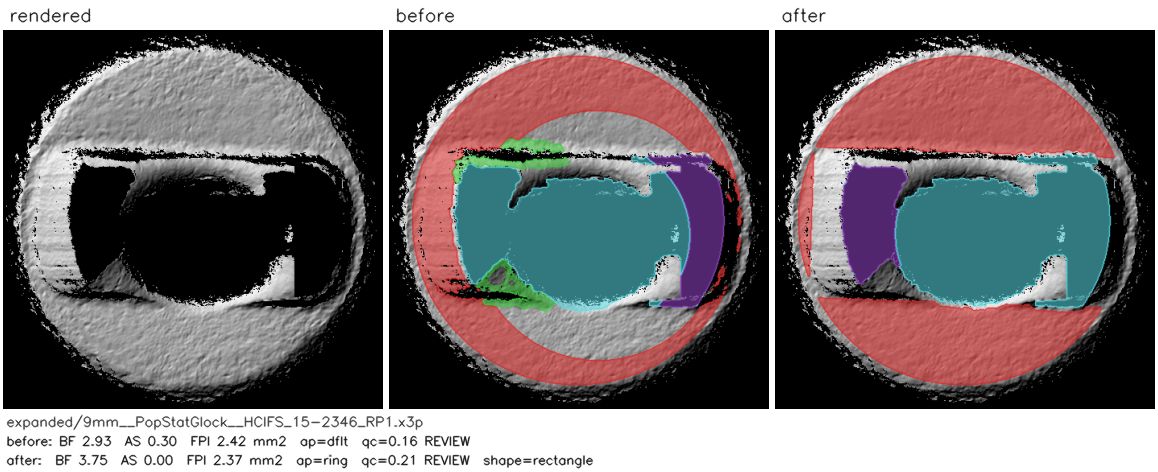 rendered
before
after
expanded/9mm__PopStatGlock__HCIFS_15-2346_RP1.x3p
before: BF 2.93 AS 0.30 FPI 2.42 mm2 ap=dflt qc=0.16 REVIEW
after: BF 3.75 AS 0.00 FPI 2.37 mm2 ap=ring qc=0.21 REVIEW shape=rectangle